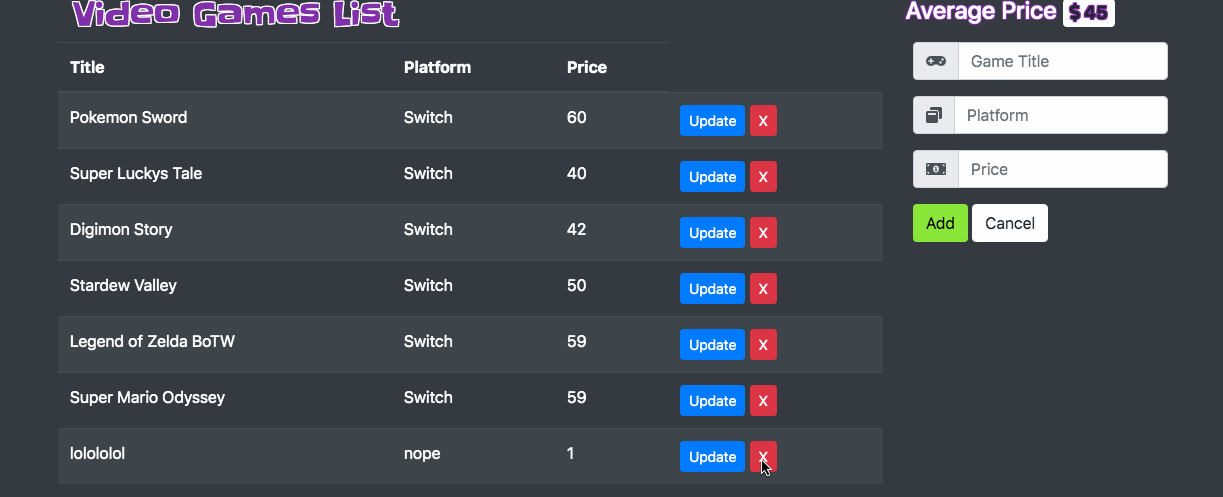 Video Games List
Average Price $ 45
Title Platform Price
Pokemon Sword Switch 60 Update X
Super Luckys Tale Switch 40 Update X
Digimon Story Switch 42 Update X
Stardew Valley Switch 50 Update X
Legend of Zelda BoTW Switch 59 Update X
Super Mario Odyssey Switch 59 Update X
lolololol nope 1 Update X
Game Title
Platform
Price
Add Cancel